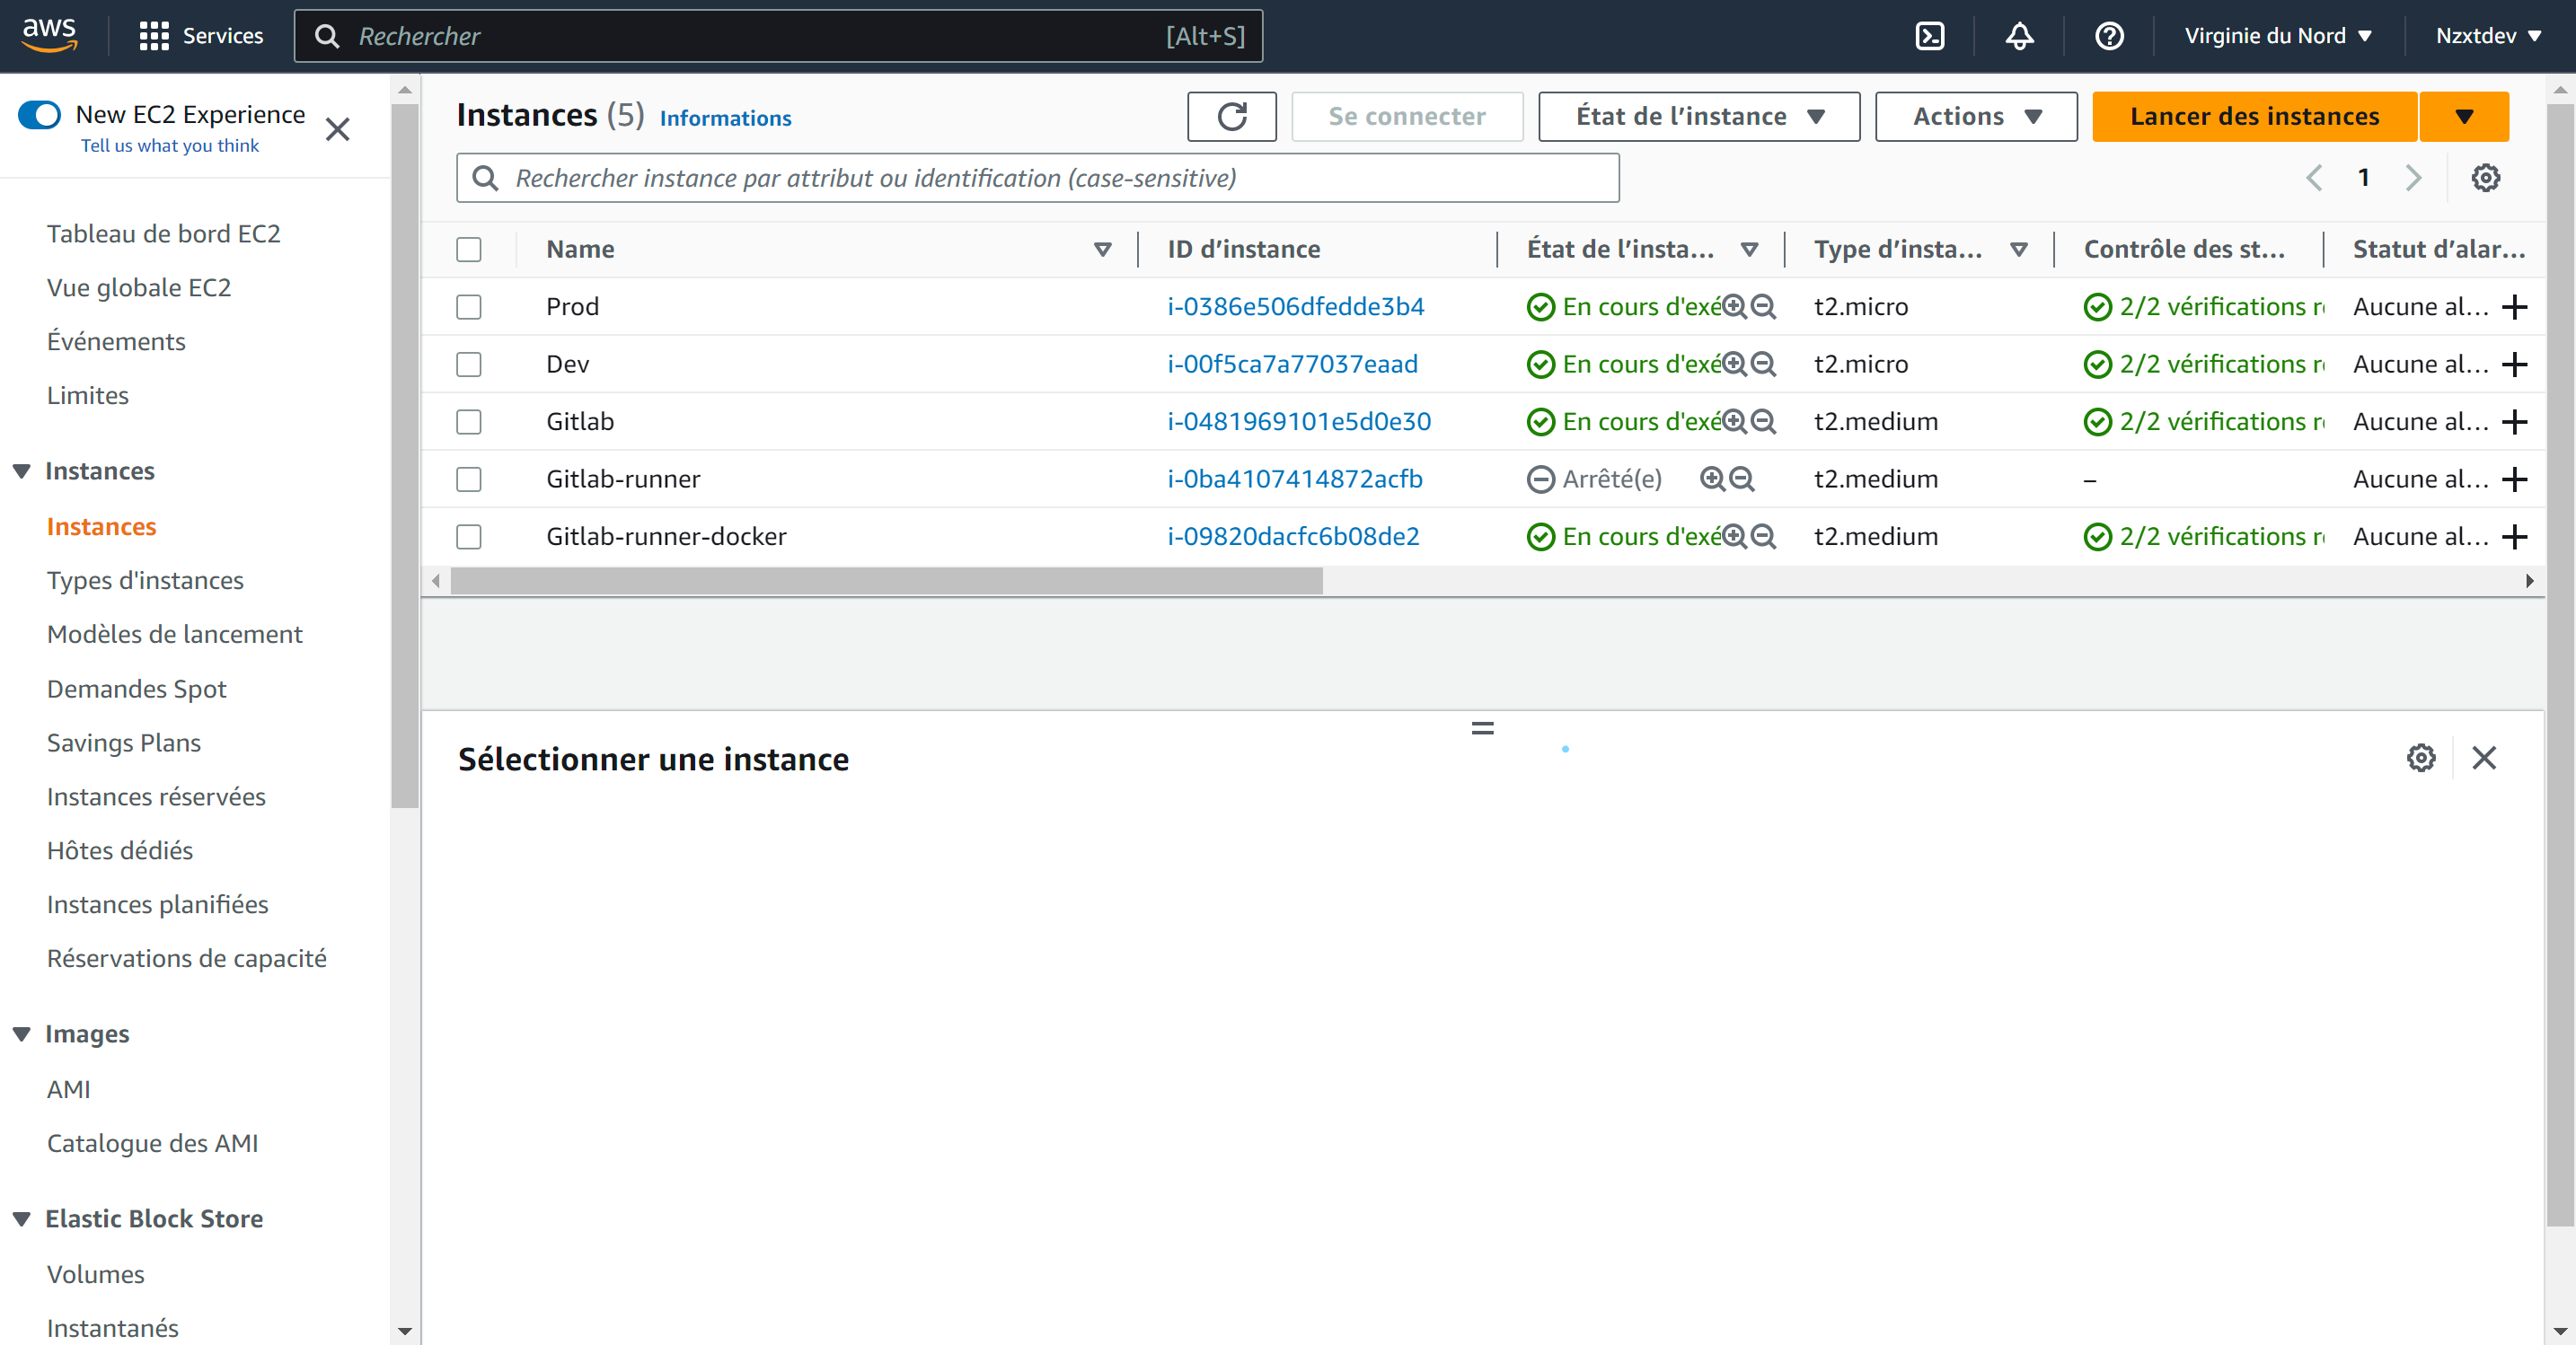 aws
Services
Rechercher
[Alt+S]
Virginie du Nord
Nzxtdev
New EC2 Experience
Tell us what you think
Tableau de bord EC2
Vue globale EC2
Événements
Limites
Instances
Instances
Types d'instances
Modèles de lancement
Demandes Spot
Savings Plans
Instances réservées
Hôtes dédiés
Instances planifiées
Réservations de capacité
Images
AMI
Catalogue des AMI
Elastic Block Store
Volumes
Instantanés
Instances (5) Informations
Se connecter
État de l’instance
Actions
Lancer des instances
Rechercher instance par attribut ou identification (case-sensitive)
1
Name ID d’instance État de l’insta... Type d’insta... Contrôle des st... Statut d’alar...
Prod i-0386e506dfedde3b4 En cours d'exé t2.micro 2/2 vérifications r Aucune al...
Dev i-00f5ca7a77037eaad En cours d'exé t2.micro 2/2 vérifications r Aucune al...
Gitlab i-0481969101e5d0e30 En cours d'exé t2.medium 2/2 vérifications r Aucune al...
Gitlab-runner i-0ba4107414872acfb Arrêté(e) t2.medium – Aucune al...
Gitlab-runner-docker i-09820dacfc6b08de2 En cours d'exé t2.medium 2/2 vérifications r Aucune al...
Sélectionner une instance